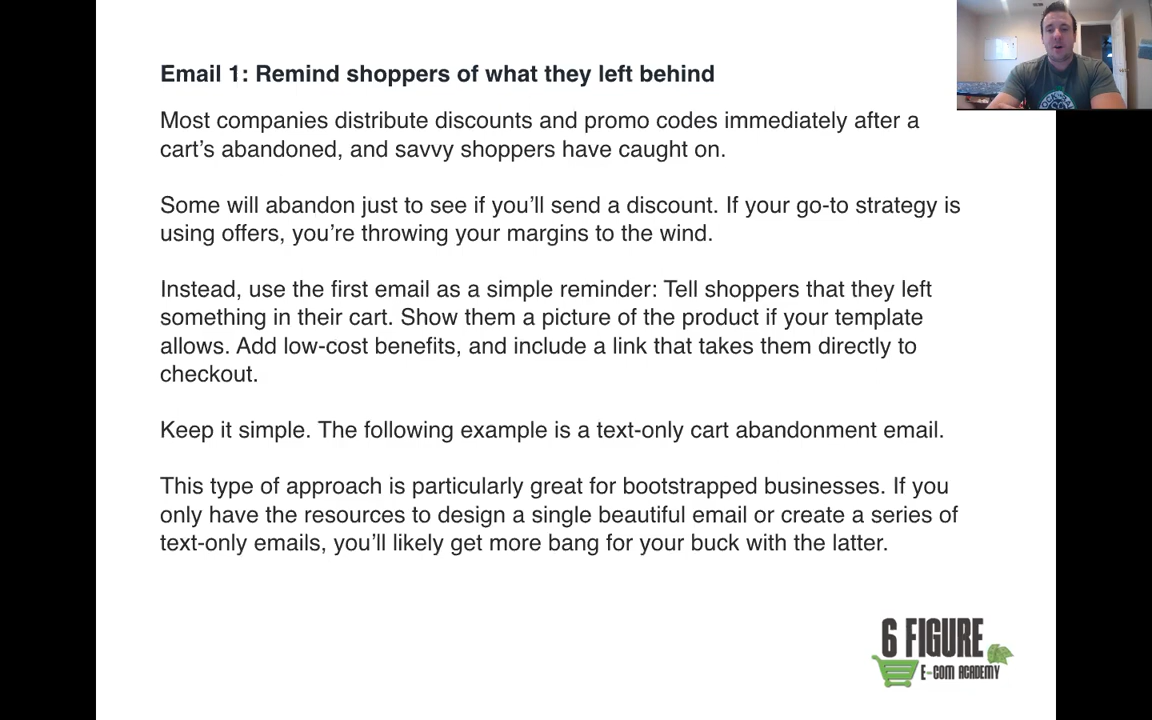 Email 1: Remind shoppers of what they left behind
Most companies distribute discounts and promo codes immediately after a
cart's abandoned, and savvy shoppers have caught on.
Some will abandon just to see if you'll send a discount. If your go-to strategy is
using offers, you're throwing your margins to the wind.
Instead, use the first email as a simple reminder: Tell shoppers that they left
something in their cart. Show them a picture of the product if your template
allows. Add low-cost benefits, and include a link that takes them directly to
checkout.
Keep it simple. The following example is a text-only cart abandonment email.
This type of approach is particularly great for bootstrapped businesses. If you
only have the resources to design a single beautiful email or create a series of
text-only emails, you'll likely get more bang for your buck with the latter.
6 FIGURE
E-COM ACADEMY